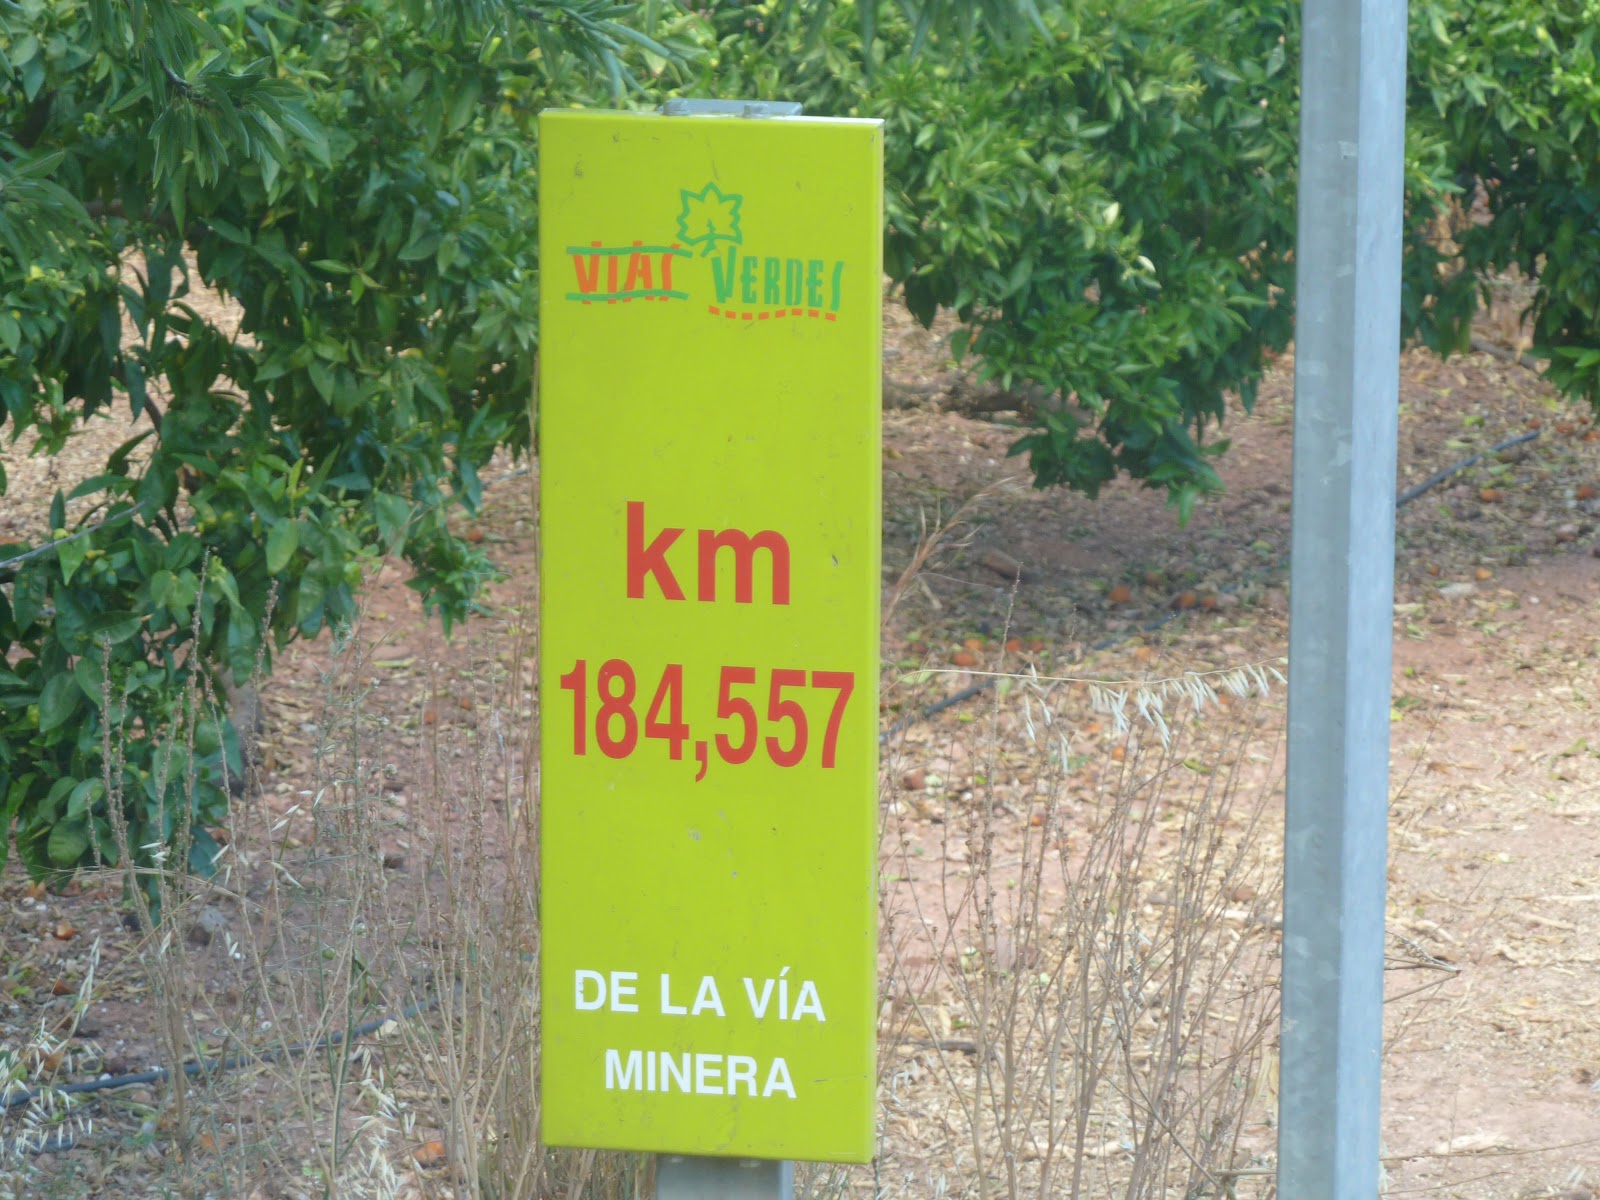 VIAS VERDES
km
184,557
DE LA VÍA
MINERA